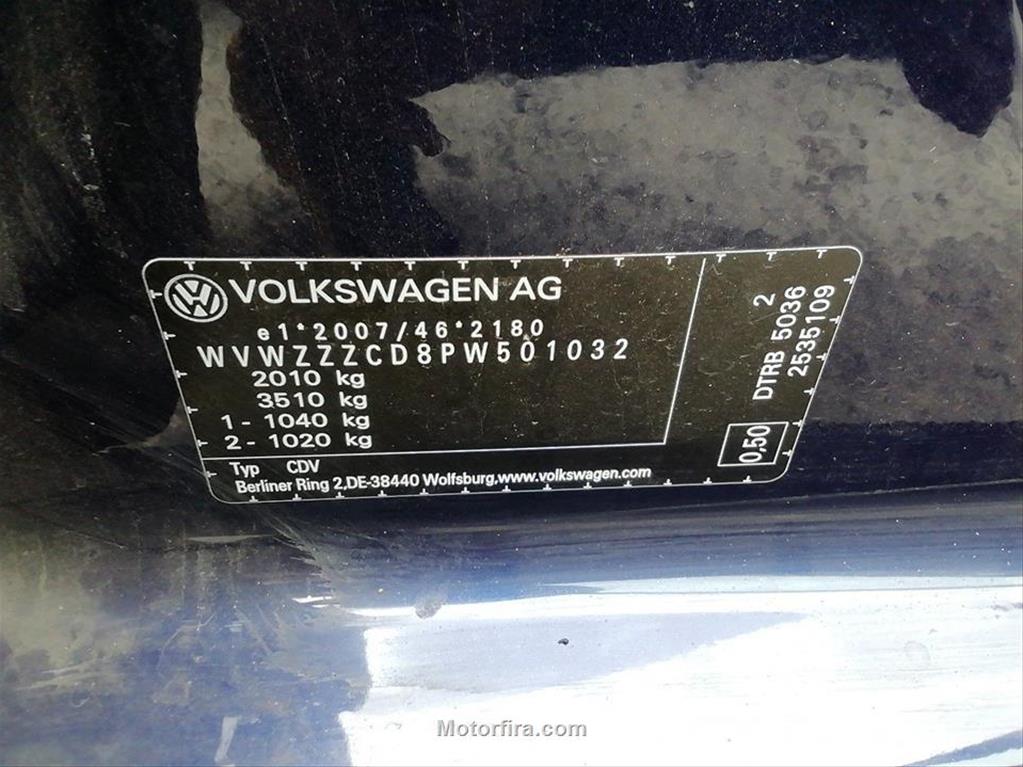 VOLKSWAGEN AG
e1*2007/46*2180
WVWZZZCD8PW501032
2010 kg
3510 kg
1 - 1040 kg
2 - 1020 kg
Typ CDV
Berliner Ring 2,DE-38440 Wolfsburg,www.volkswagen.com
2
DTRB 5036
2535109
0,50
Motorfira.com